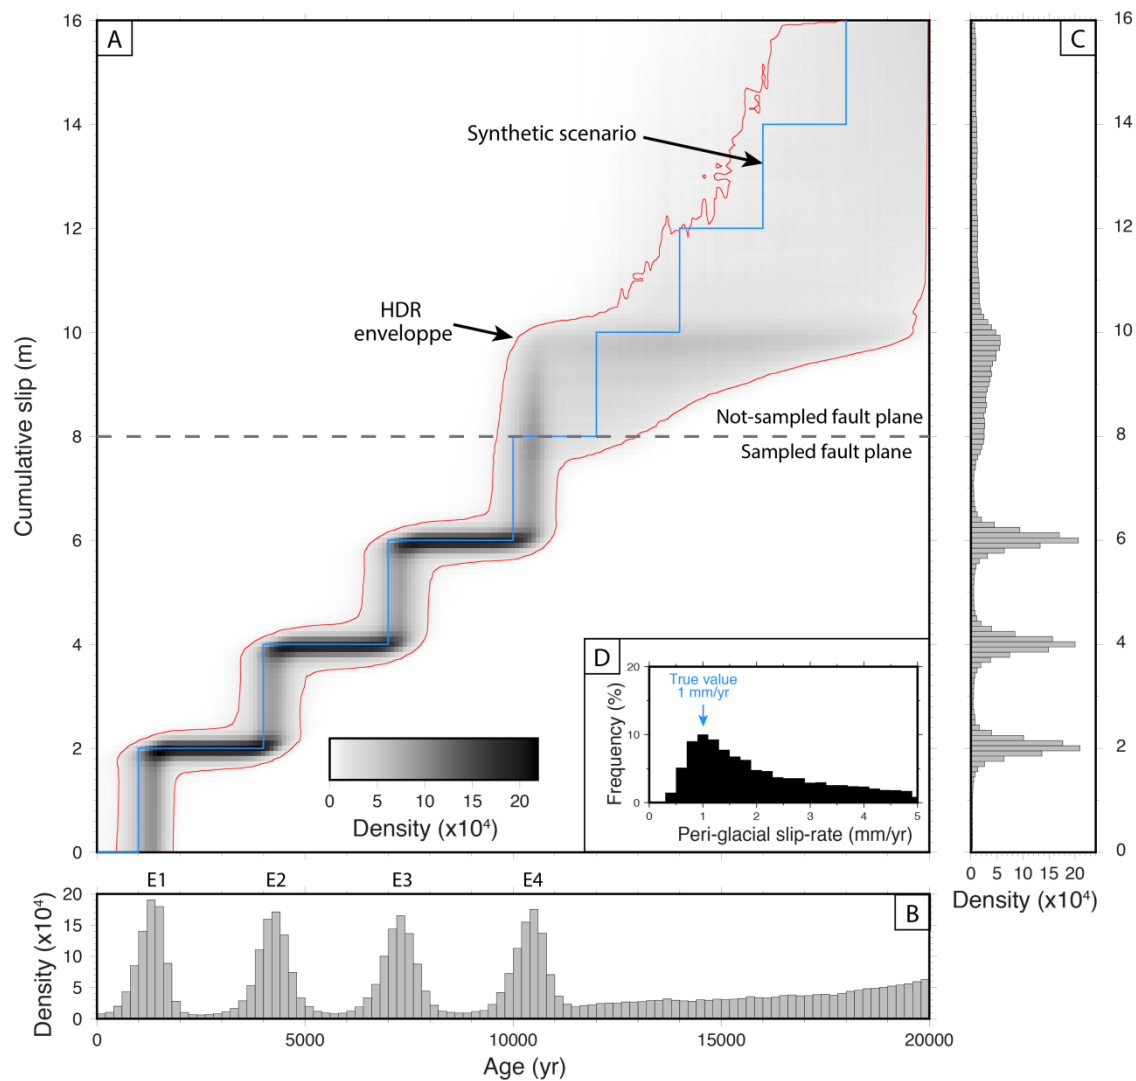 A
C
Synthetic scenario
HDR
enveloppe
Not-sampled fault plane
Sampled fault plane
Cumulative slip (m)
16
14
12
10
8
6
4
2
0
16
14
12
10
8
6
4
2
0
D
True value
1 mm/yr
Frequency (%)
20
10
0
0 1 2 3 4 5
Peri-glacial slip-rate (mm/yr)
0 5 10 15 20
Density (x10⁴)
0 5 10 15 20
Density (x10⁴)
E1 E2 E3 E4
B
Density (x10⁴)
20
15
10
5
0
0 5000 10000 15000 20000
Age (yr)